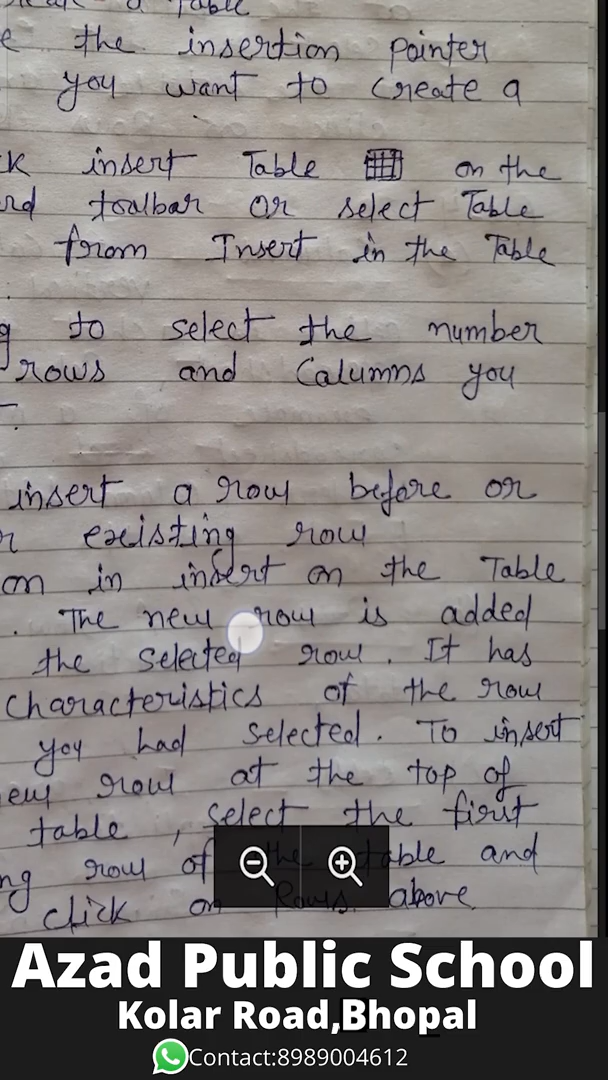 the insertion pointer
you want to create a
insert Table on the
toolbar or select Table
from Insert in the Table
to select the number
rows and Calumns you
insert a row before or
existing row
on in insert on the Table
. The new row is added
the selected row. It has
characteristics of the row
you had selected. To insert
row at the top of
table, select the first
row of the table and
click on Rows above
Azad Public School
Kolar Road,Bhopal
Contact:8989004612